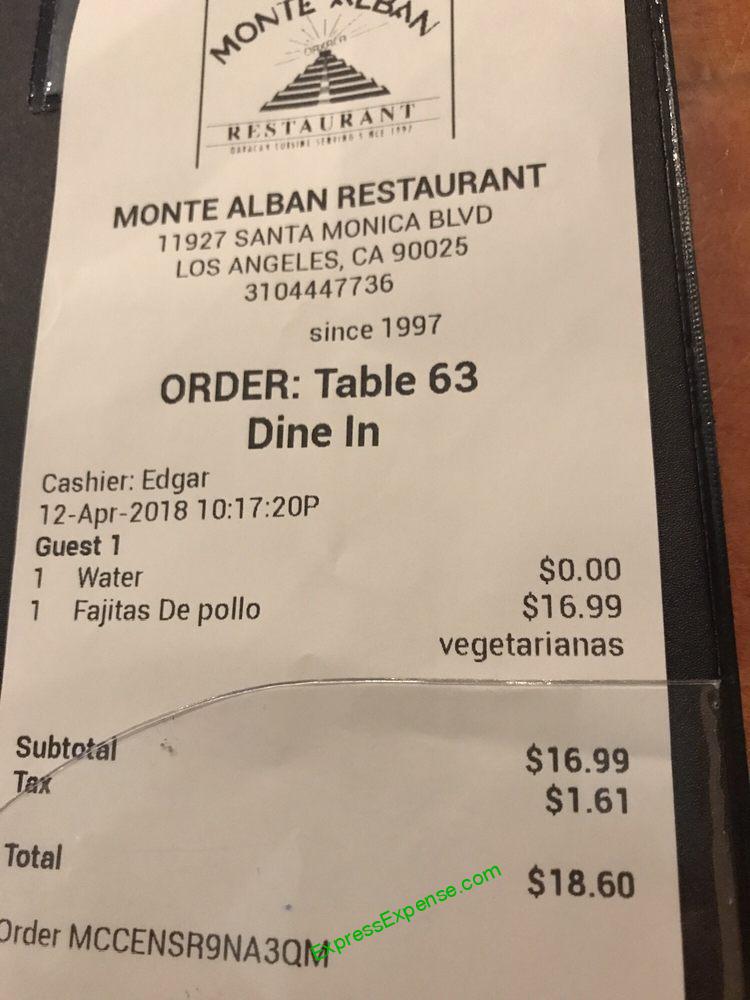 MONTE ALBAN
OAXACA
RESTAURANT
OAXACAN CUISINE SERVING SINCE 1997
MONTE ALBAN RESTAURANT
11927 SANTA MONICA BLVD
LOS ANGELES, CA 90025
3104447736
since 1997
ORDER: Table 63
Dine In
Cashier: Edgar
12-Apr-2018 10:17:20P
Guest 1
1 Water $0.00
1 Fajitas De pollo $16.99
vegetarianas
Subtotal $16.99
Tax $1.61
Total $18.60
Order MCCENSR9NA3QM
ExpressExpense.com